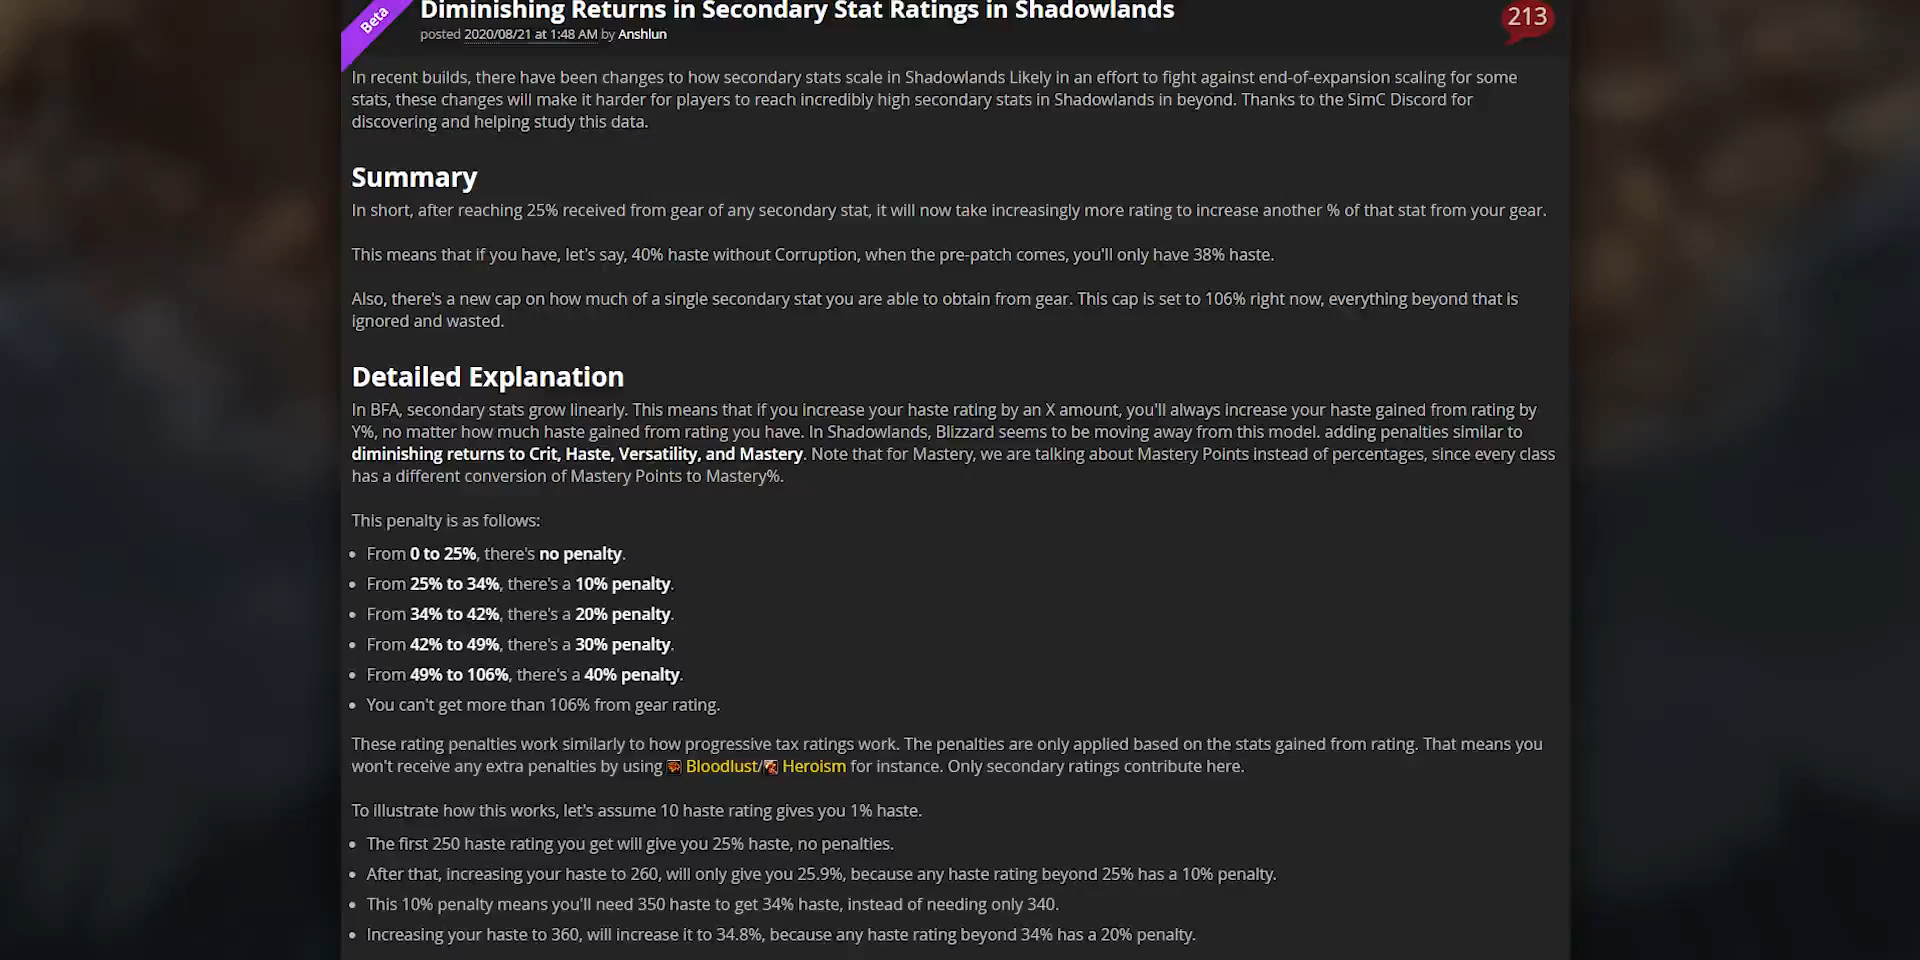 Beta
Diminishing Returns in Secondary Stat Ratings in Shadowlands
213
posted 2020/08/21 at 1:48 AM by Anshlun
In recent builds, there have been changes to how secondary stats scale in Shadowlands Likely in an effort to fight against end-of-expansion scaling for some
stats, these changes will make it harder for players to reach incredibly high secondary stats in Shadowlands in beyond. Thanks to the SimC Discord for
discovering and helping study this data.
Summary
In short, after reaching 25% received from gear of any secondary stat, it will now take increasingly more rating to increase another % of that stat from your gear.
This means that if you have, let's say, 40% haste without Corruption, when the pre-patch comes, you'll only have 38% haste.
Also, there's a new cap on how much of a single secondary stat you are able to obtain from gear. This cap is set to 106% right now, everything beyond that is
ignored and wasted.
Detailed Explanation
In BFA, secondary stats grow linearly. This means that if you increase your haste rating by an X amount, you'll always increase your haste gained from rating by
Y%, no matter how much haste gained from rating you have. In Shadowlands, Blizzard seems to be moving away from this model. adding penalties similar to
diminishing returns to Crit, Haste, Versatility, and Mastery. Note that for Mastery, we are talking about Mastery Points instead of percentages, since every class
has a different conversion of Mastery Points to Mastery%.
This penalty is as follows:
• From 0 to 25%, there's no penalty.
• From 25% to 34%, there's a 10% penalty.
• From 34% to 42%, there's a 20% penalty.
• From 42% to 49%, there's a 30% penalty.
• From 49% to 106%, there's a 40% penalty.
• You can't get more than 106% from gear rating.
These rating penalties work similarly to how progressive tax ratings work. The penalties are only applied based on the stats gained from rating. That means you
won't receive any extra penalties by using Bloodlust/ Heroism for instance. Only secondary ratings contribute here.
To illustrate how this works, let's assume 10 haste rating gives you 1% haste.
• The first 250 haste rating you get will give you 25% haste, no penalties.
• After that, increasing your haste to 260, will only give you 25.9%, because any haste rating beyond 25% has a 10% penalty.
• This 10% penalty means you'll need 350 haste to get 34% haste, instead of needing only 340.
• Increasing your haste to 360, will increase it to 34.8%, because any haste rating beyond 34% has a 20% penalty.